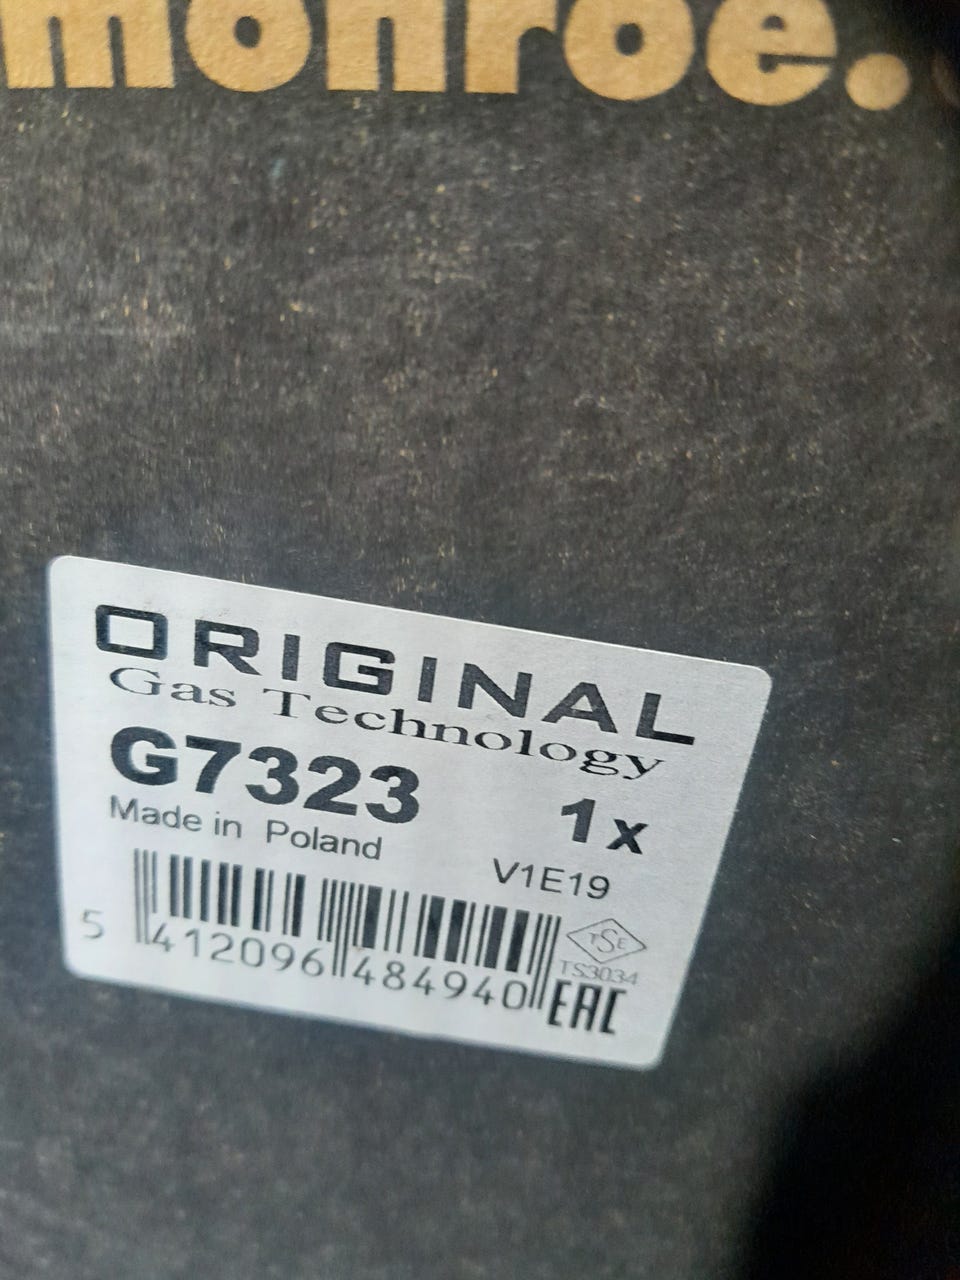 monroe.
ORIGINAL
Gas Technology
G7323 1x
Made in Poland
V1E19
5 412096 484940
TSE
TS3034
EAC